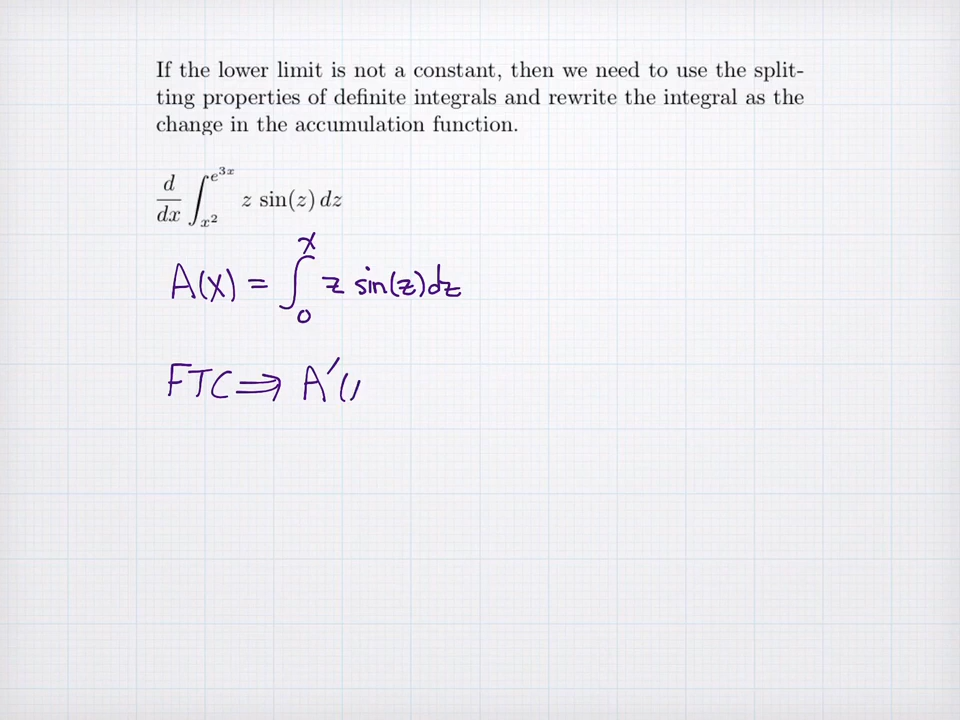 If the lower limit is not a constant, then we need to use the split-
ting properties of definite integrals and rewrite the integral as the
change in the accumulation function.
d/dx ∫_{x²}^{e^{3x}} z sin(z) dz
A(x) = ∫_0^x z sin(z)dz
FTC ⇒ A'(